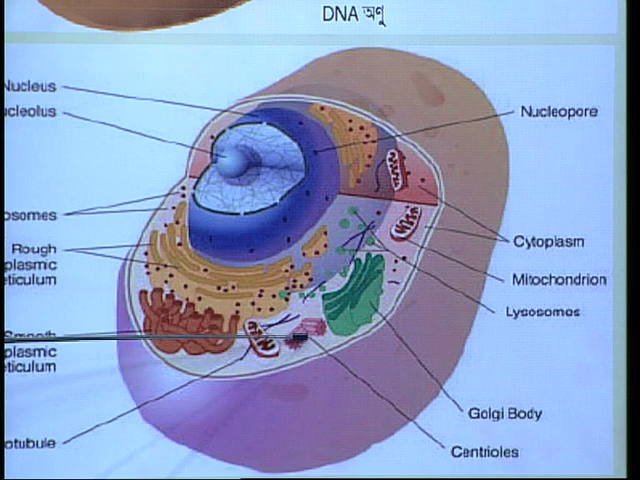 DNA অণু
Nucleus
ucleolus
Nucleopore
osomes
Rough
plasmic
eticulum
Cytoplasm
Mitochondrion
Lysosomes
Smooth
plasmic
eticulum
Golgi Body
otubule
Centrioles